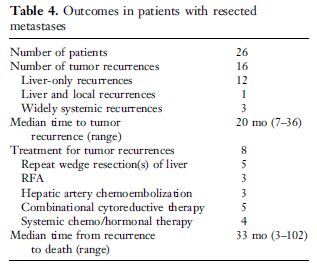 Table 4. Outcomes in patients with resected
metastases
Number of patients 26
Number of tumor recurrences 16
Liver-only recurrences 12
Liver and local recurrences 1
Widely systemic recurrences 3
Median time to tumor 20 mo (7–36)
recurrence (range)
Treatment for tumor recurrences 8
Repeat wedge resection(s) of liver 5
RFA 3
Hepatic artery chemoembolization 3
Combinational cytoreductive therapy 5
Systemic chemo/hormonal therapy 4
Median time from recurrence 33 mo (3–102)
to death (range)